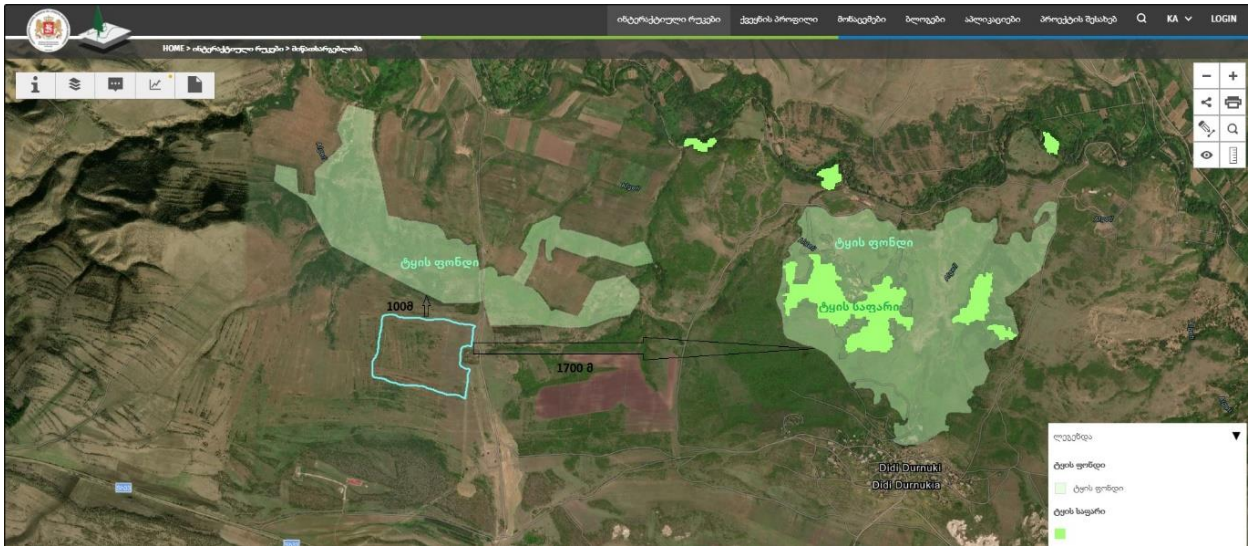 ინტერაქტიული რუკები ქვეყნის პროფილი მონაცემები ბლოგები აპლიკაციები პროექტის შესახებ KA LOGIN
HOME > ინტერაქტიული რუკები > მიწათსარგებლობა
ტყის ფონდი
ტყის ფონდი
ტყის საფარი
100მ
1700 მ
Didi Durnuki
Didi Durnukia
ლეგენდა
ტყის ფონდი
ტყის ფონდი
ტყის საფარი